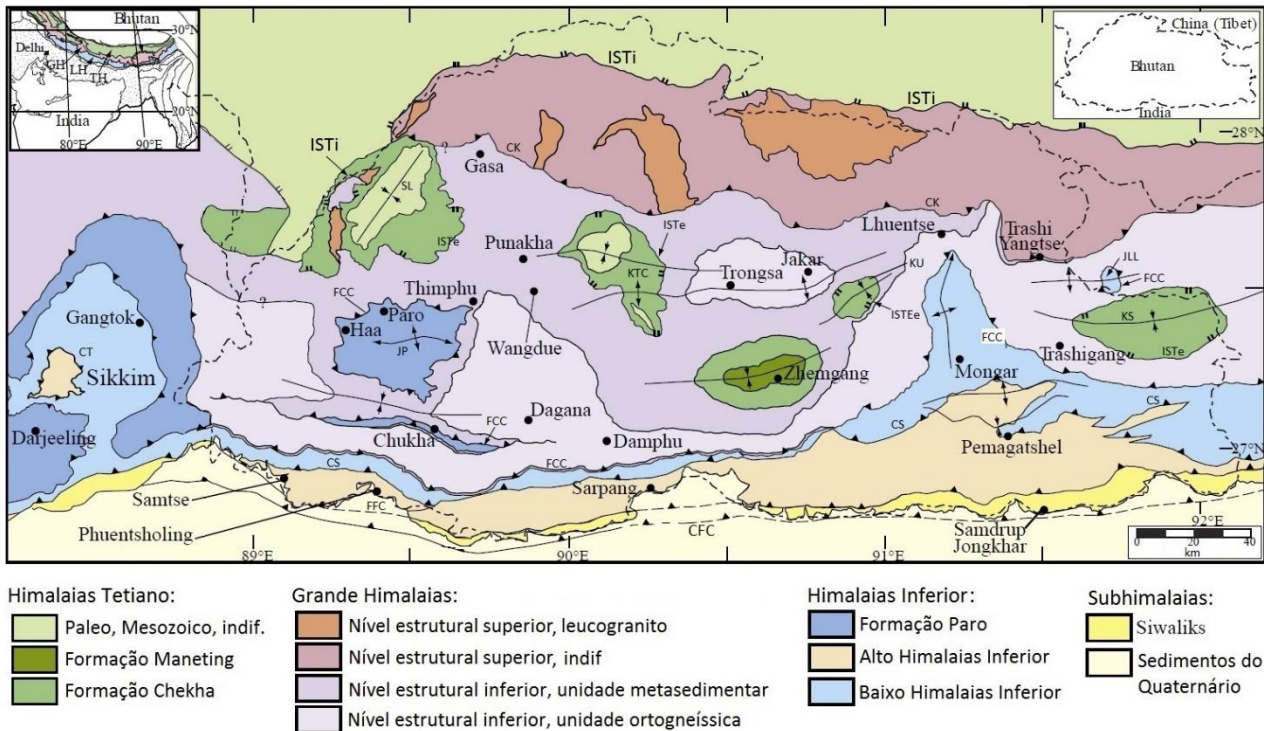 Bhutan
30°N
Delhi
GH
LH
TH
20°N
India
80°E
90°E
China (Tibet)
Bhutan
India
ISTi
ISTi
28°N
ISTi
?
CK
Gasa
SL
ISTe
Punakha
ISTe
Lhuentse
CK
Trashi
Yangtse
KTC
Trongsa
Jakar
KU
JLL
FCC
?
Thimphu
FCC
Paro
Haa
JP
Wangdue
ISTEe
KS
ISTe
Gangtok
CT
Sikkim
FCC
Trashigang
Mongar
Zhemgang
Darjeeling
Chukha
FCC
Dagana
Damphu
CS
CS
Pemagatshel
27°N
CS
FCC
Samtse
FFC
Sarpang
Phuentsholing
CFC
Samdrup
Jongkhar
89°E
90°E
91°E
92°E
0 20 40
km
Himalaias Tetiano:
Paleo, Mesozoico, indif.
Formação Maneting
Formação Chekha
Grande Himalaias:
Nível estrutural superior, leucogranito
Nível estrutural superior, indif
Nível estrutural inferior, unidade metasedimentar
Nível estrutural inferior, unidade ortognéissica
Himalaias Inferior:
Formação Paro
Alto Himalaias Inferior
Baixo Himalaias Inferior
Subhimalaias:
Siwaliks
Sedimentos do
Quaternário